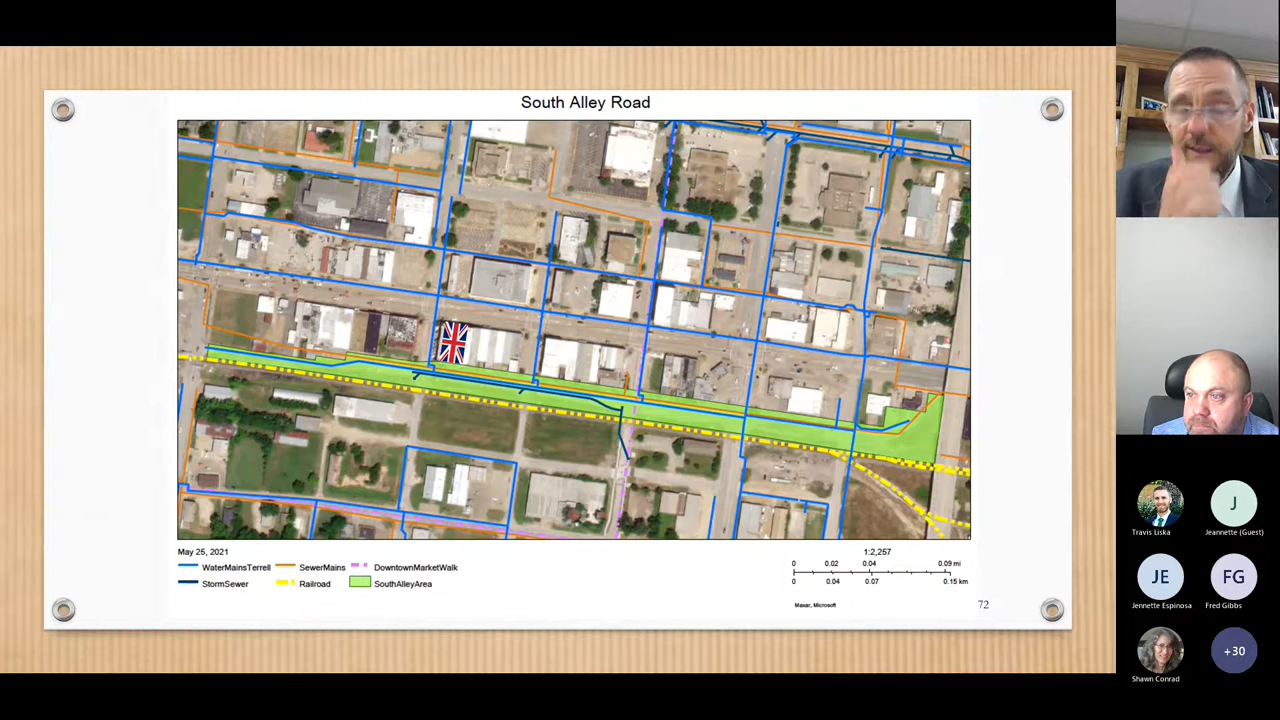 South Alley Road
May 25, 2021
WaterMainsTerrell SewerMains DowntownMarketWalk
StormSewer Railroad SouthAlleyArea
1:2,257
0 0.02 0.04 0.09 mi
0 0.04 0.07 0.15 km
Maxar, Microsoft
72
J
Travis Liska Jeannette (Guest)
JE FG
Jennette Espinosa Fred Gibbs
+30
Shawn Conrad